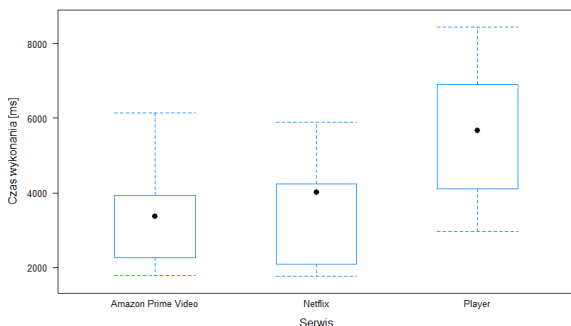 8000
6000
4000
2000
Czas wykonania [ms]
Amazon Prime Video Netflix Player
Serwis